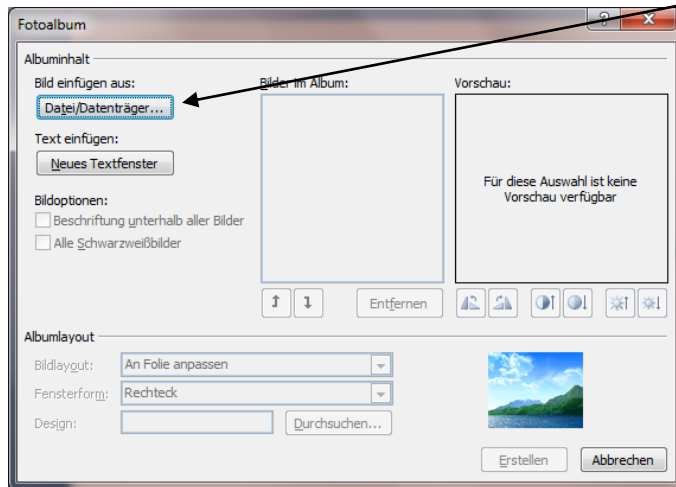 Fotoalbum
Albuminhalt
Bild einfügen aus:
Datei/Datenträger...
Text einfügen:
Neues Textfenster
Bildoptionen:
Beschriftung unterhalb aller Bilder
Alle Schwarzweißbilder
Bilder im Album:
Entfernen
Vorschau:
Für diese Auswahl ist keine
Vorschau verfügbar
Albumlayout
Bildlayout: An Folie anpassen
Fensterform: Rechteck
Design: Durchsuchen...
Erstellen Abbrechen